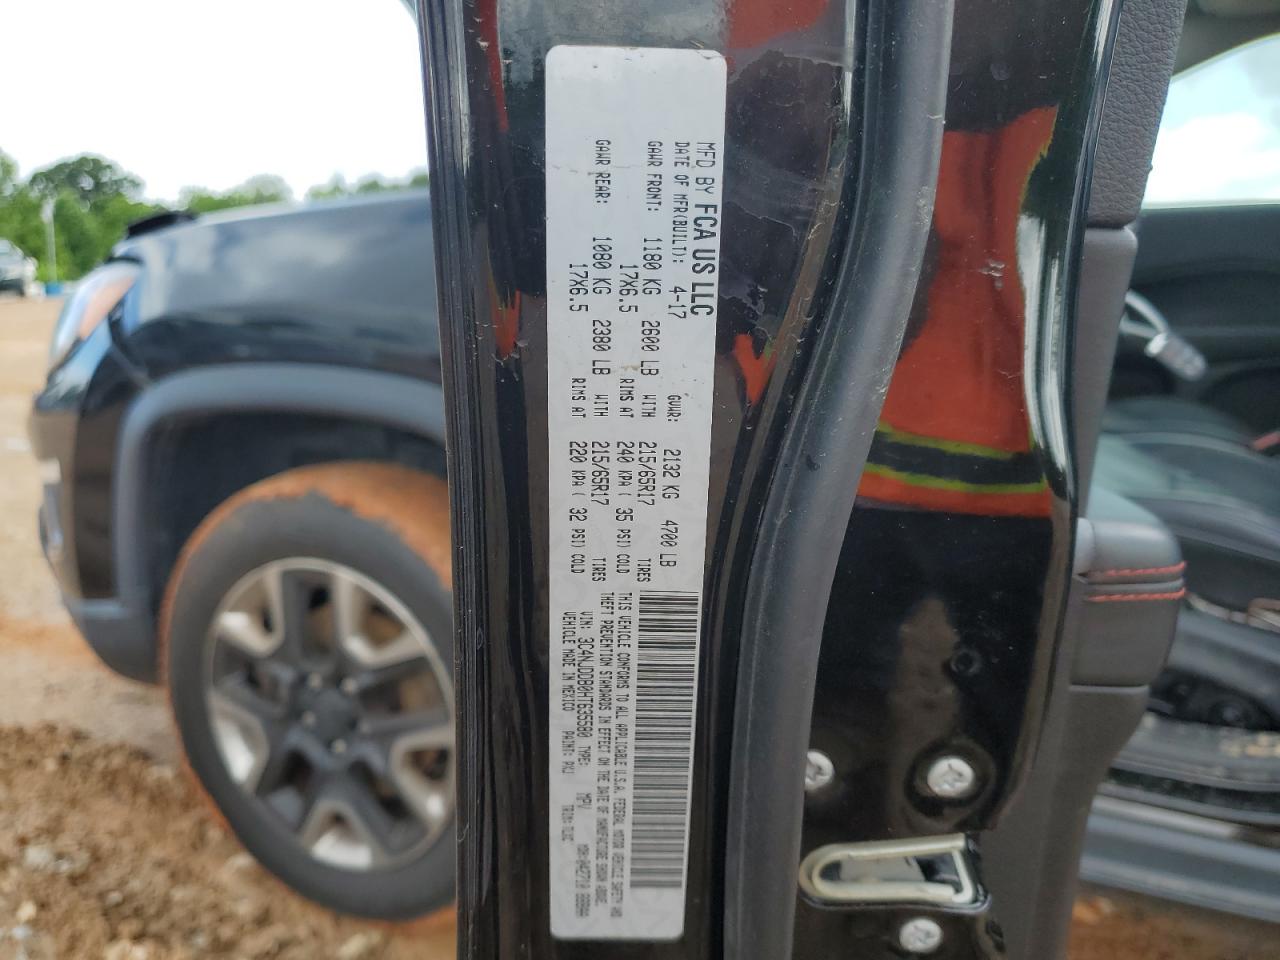 MFD BY FCA US LLC
DATE OF MFR(BUILT): 4-17 GVWR: 2132 KG 4700 LB
GAWR FRONT: 1180 KG 2600 LB WITH 215/65R17 TIRES
17X6.5 RIMS AT 240 KPA ( 35 PSI) COLD
GAWR REAR: 1080 KG 2380 LB WITH 215/65R17 TIRES
17X6.5 RIMS AT 220 KPA ( 32 PSI) COLD
THIS VEHICLE CONFORMS TO ALL APPLICABLE U.S.A. FEDERAL MOTOR VEHICLE SAFETY AND
THEFT PREVENTION STANDARDS IN EFFECT ON THE DATE OF MANUFACTURE SHOWN ABOVE.
VIN: 3C4NJDDB0HT635580 TYPE: MPV
VEHICLE MADE IN MEXICO PAINT: PXJ